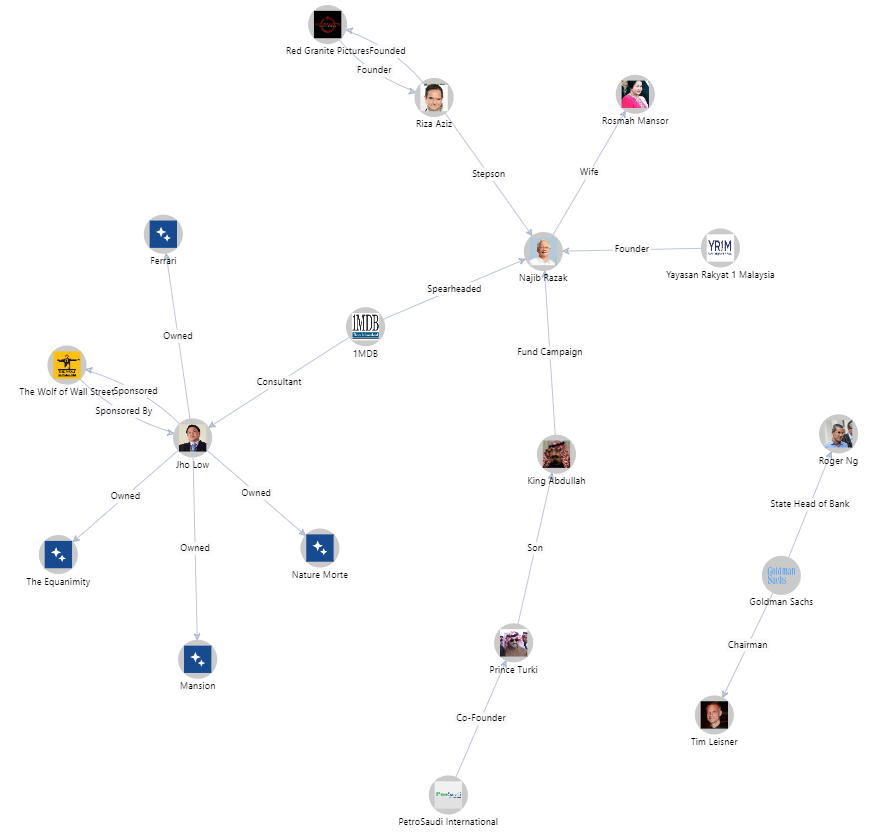 Red Granite Pictures
Founded
Founder
Riza Aziz
Rosmah Mansor
Stepson
Wife
Ferrari
YR1M
Founder
Najib Razak
Yayasan Rakyat 1 Malaysia
Spearheaded
1MDB
1MDB
Owned
Fund Campaign
Consultant
The Wolf of Wall Street
Sponsored
Sponsored By
Jho Low
Roger Ng
King Abdullah
Owned
Owned
State Head of Bank
Owned
Son
Nature Morte
The Equanimity
Goldman
Sachs
Goldman Sachs
Chairman
Prince Turki
Mansion
Co-Founder
Tim Leisner
PetroSaudi International